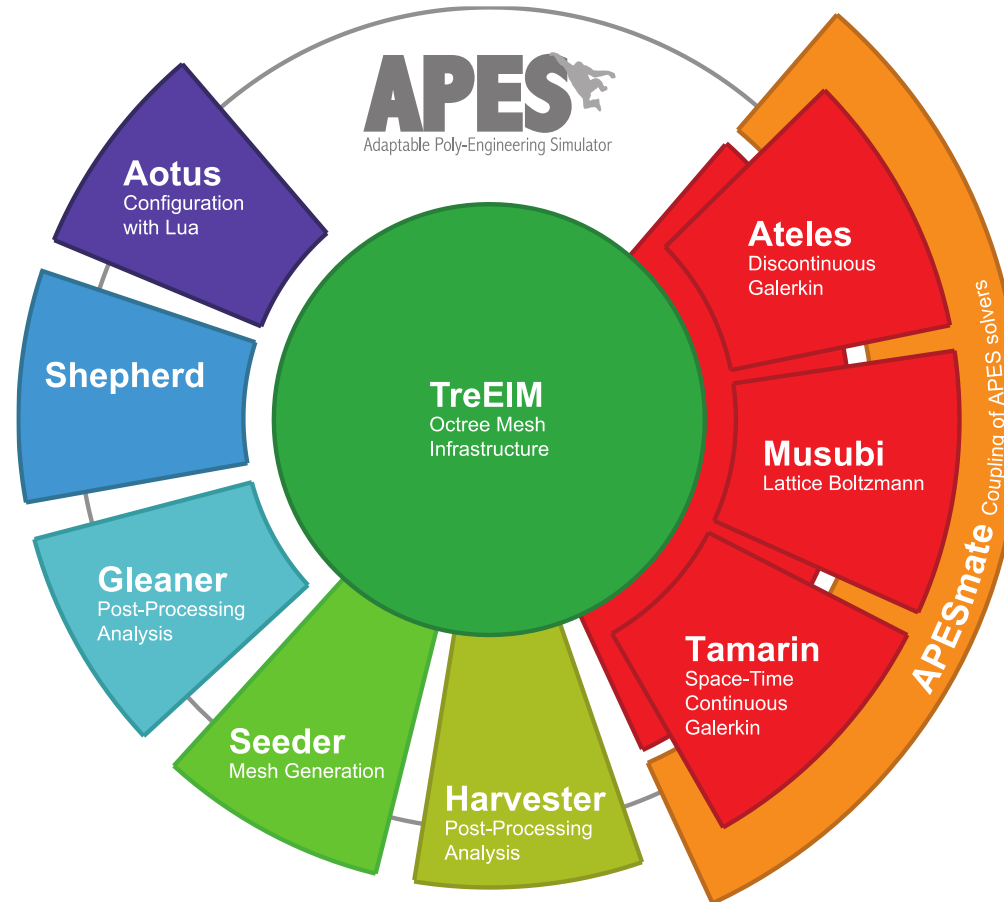 APES
Adaptable Poly-Engineering Simulator
Aotus
Configuration
with Lua
Shepherd
Gleaner
Post-Processing
Analysis
Seeder
Mesh Generation
Harvester
Post-Processing
Analysis
TreElM
Octree Mesh
Infrastructure
Ateles
Discontinuous
Galerkin
Musubi
Lattice Boltzmann
Tamarin
Space-Time
Continuous
Galerkin
APESmate Coupling of APES solvers